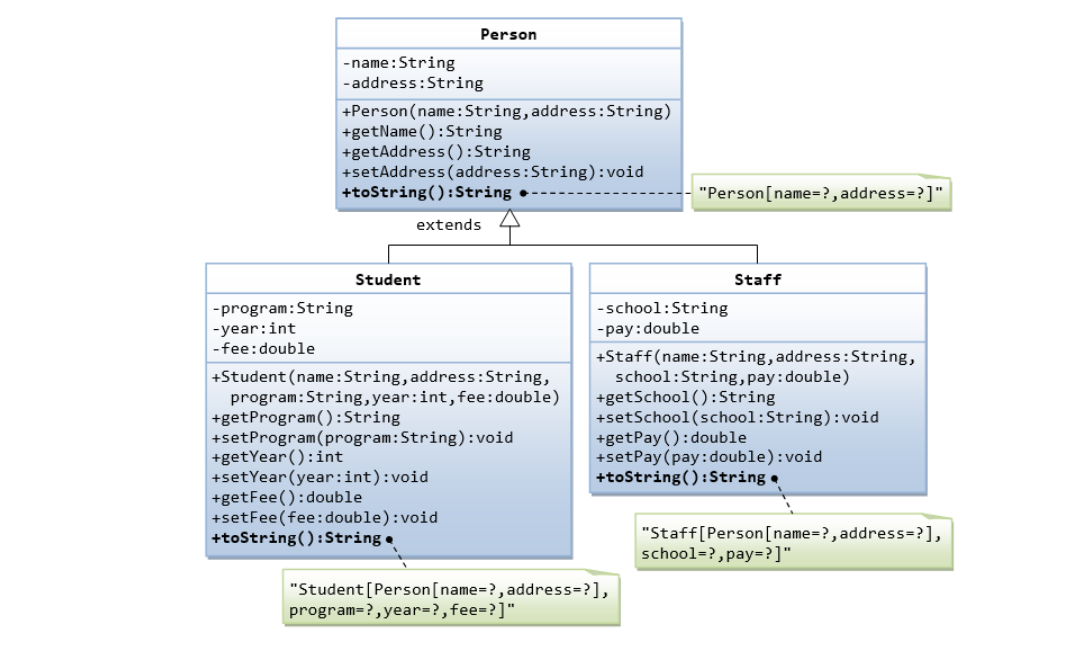 Person
-name:String
-address:String
+Person(name:String,address:String)
+getName():String
+getAddress():String
+setAddress(address:String):void
+toString():String
"Person[name=?,address=?]"
extends
Student
-program:String
-year:int
-fee:double
+Student(name:String,address:String,
program:String,year:int,fee:double)
+getProgram():String
+setProgram(program:String):void
+getYear():int
+setYear(year:int):void
+getFee():double
+setFee(fee:double):void
+toString():String
"Student[Person[name=?,address=?],
program=?,year=?,fee=?]"
Staff
-school:String
-pay:double
+Staff(name:String,address:String,
school:String,pay:double)
+getSchool():String
+setSchool(school:String):void
+getPay():double
+setPay(pay:double):void
+toString():String
"Staff[Person[name=?,address=?],
school=?,pay=?]"